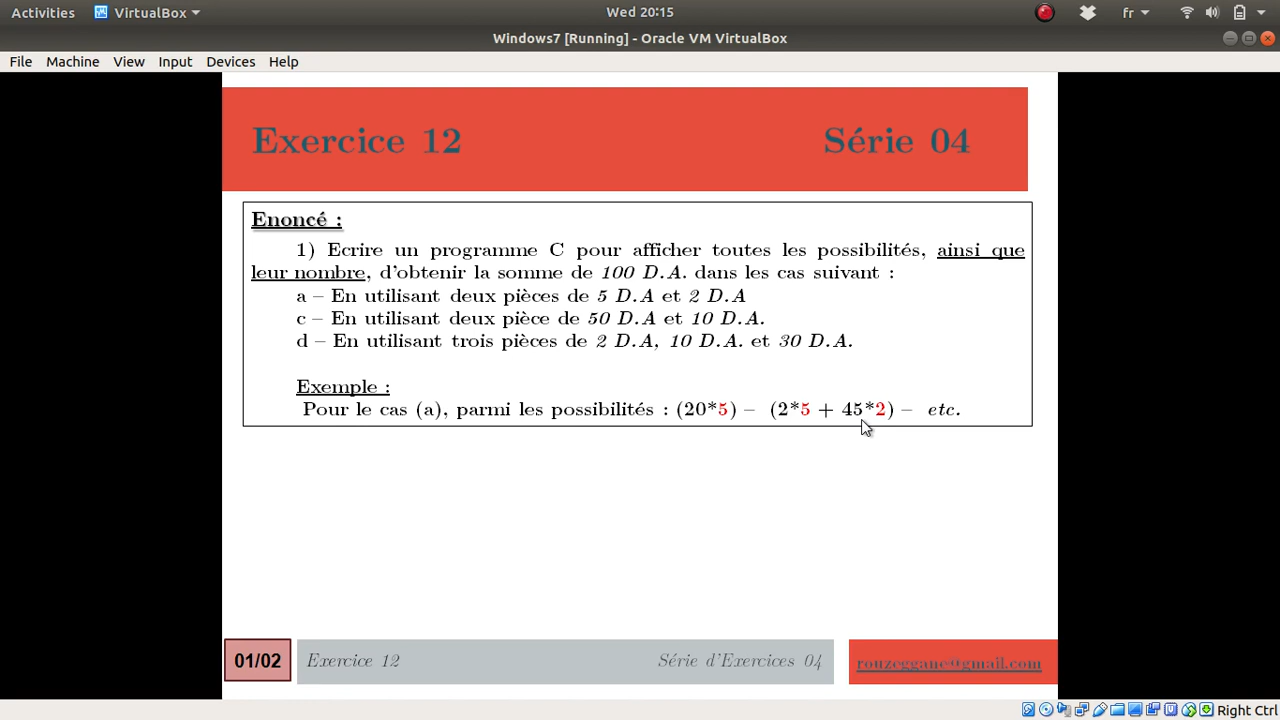 Activities VirtualBox Wed 20:15 fr
Windows7 [Running] - Oracle VM VirtualBox
File Machine View Input Devices Help
Exercice 12 Série 04
Enoncé :
1) Ecrire un programme C pour afficher toutes les possibilités, ainsi que
leur nombre, d'obtenir la somme de 100 D.A. dans les cas suivant :
a – En utilisant deux pièces de 5 D.A et 2 D.A
c – En utilisant deux pièce de 50 D.A et 10 D.A.
d – En utilisant trois pièces de 2 D.A, 10 D.A. et 30 D.A.
Exemple :
Pour le cas (a), parmi les possibilités : (20*5) – (2*5 + 45*2) – etc.
01/02 Exercice 12 Série d'Exercices 04 rouzeggane@gmail.com
Right Ctrl